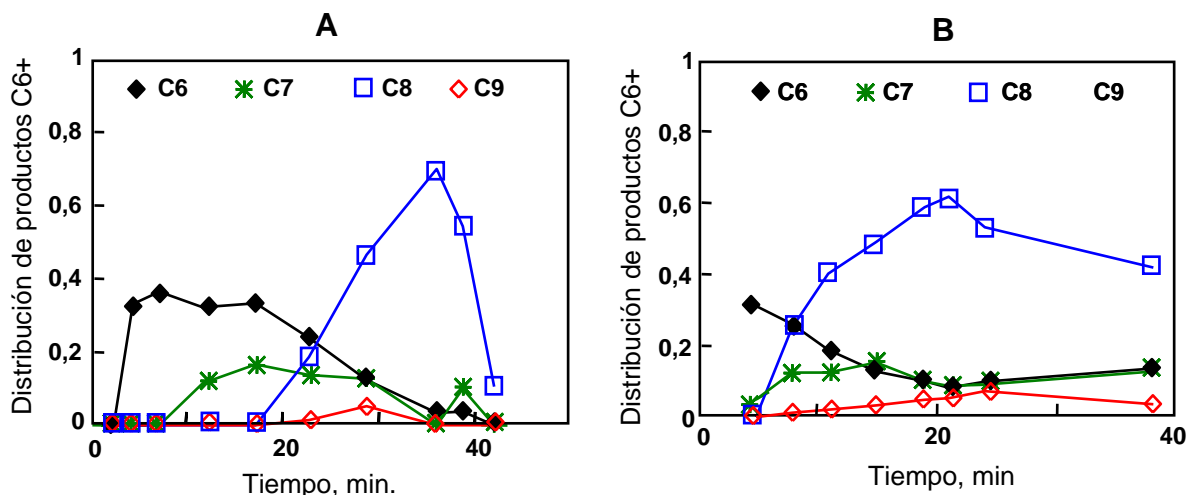 A
Distribución de productos C6+
1
0,8
0,6
0,4
0,2
0
C6 C7 C8 C9
0 20 40
Tiempo, min.
B
Distribución de productos C6+
1
0,8
0,6
0,4
0,2
0
C6 C7 C8 C9
0 20 40
Tiempo, min